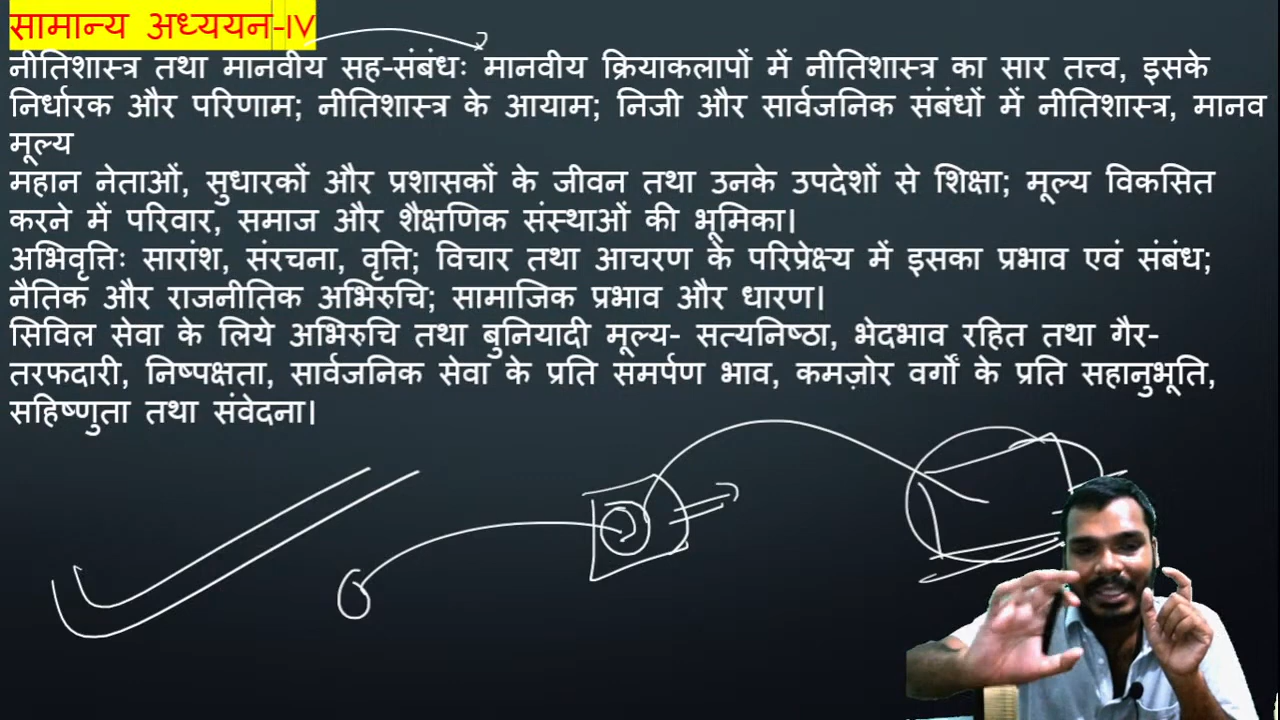 सामान्य अध्ययन-IV
नीतिशास्त्र तथा मानवीय सह-संबंधः मानवीय क्रियाकलापों में नीतिशास्त्र का सार तत्त्व, इसके
निर्धारक और परिणाम; नीतिशास्त्र के आयाम; निजी और सार्वजनिक संबंधों में नीतिशास्त्र, मानव
मूल्य
महान नेताओं, सुधारकों और प्रशासकों के जीवन तथा उनके उपदेशों से शिक्षा; मूल्य विकसित
करने में परिवार, समाज और शैक्षणिक संस्थाओं की भूमिका।
अभिवृत्तिः सारांश, संरचना, वृत्ति; विचार तथा आचरण के परिप्रेक्ष्य में इसका प्रभाव एवं संबंध;
नैतिक और राजनीतिक अभिरुचि; सामाजिक प्रभाव और धारण।
सिविल सेवा के लिये अभिरुचि तथा बुनियादी मूल्य- सत्यनिष्ठा, भेदभाव रहित तथा गैर-
तरफदारी, निष्पक्षता, सार्वजनिक सेवा के प्रति समर्पण भाव, कमज़ोर वर्गों के प्रति सहानुभूति,
सहिष्णुता तथा संवेदना।